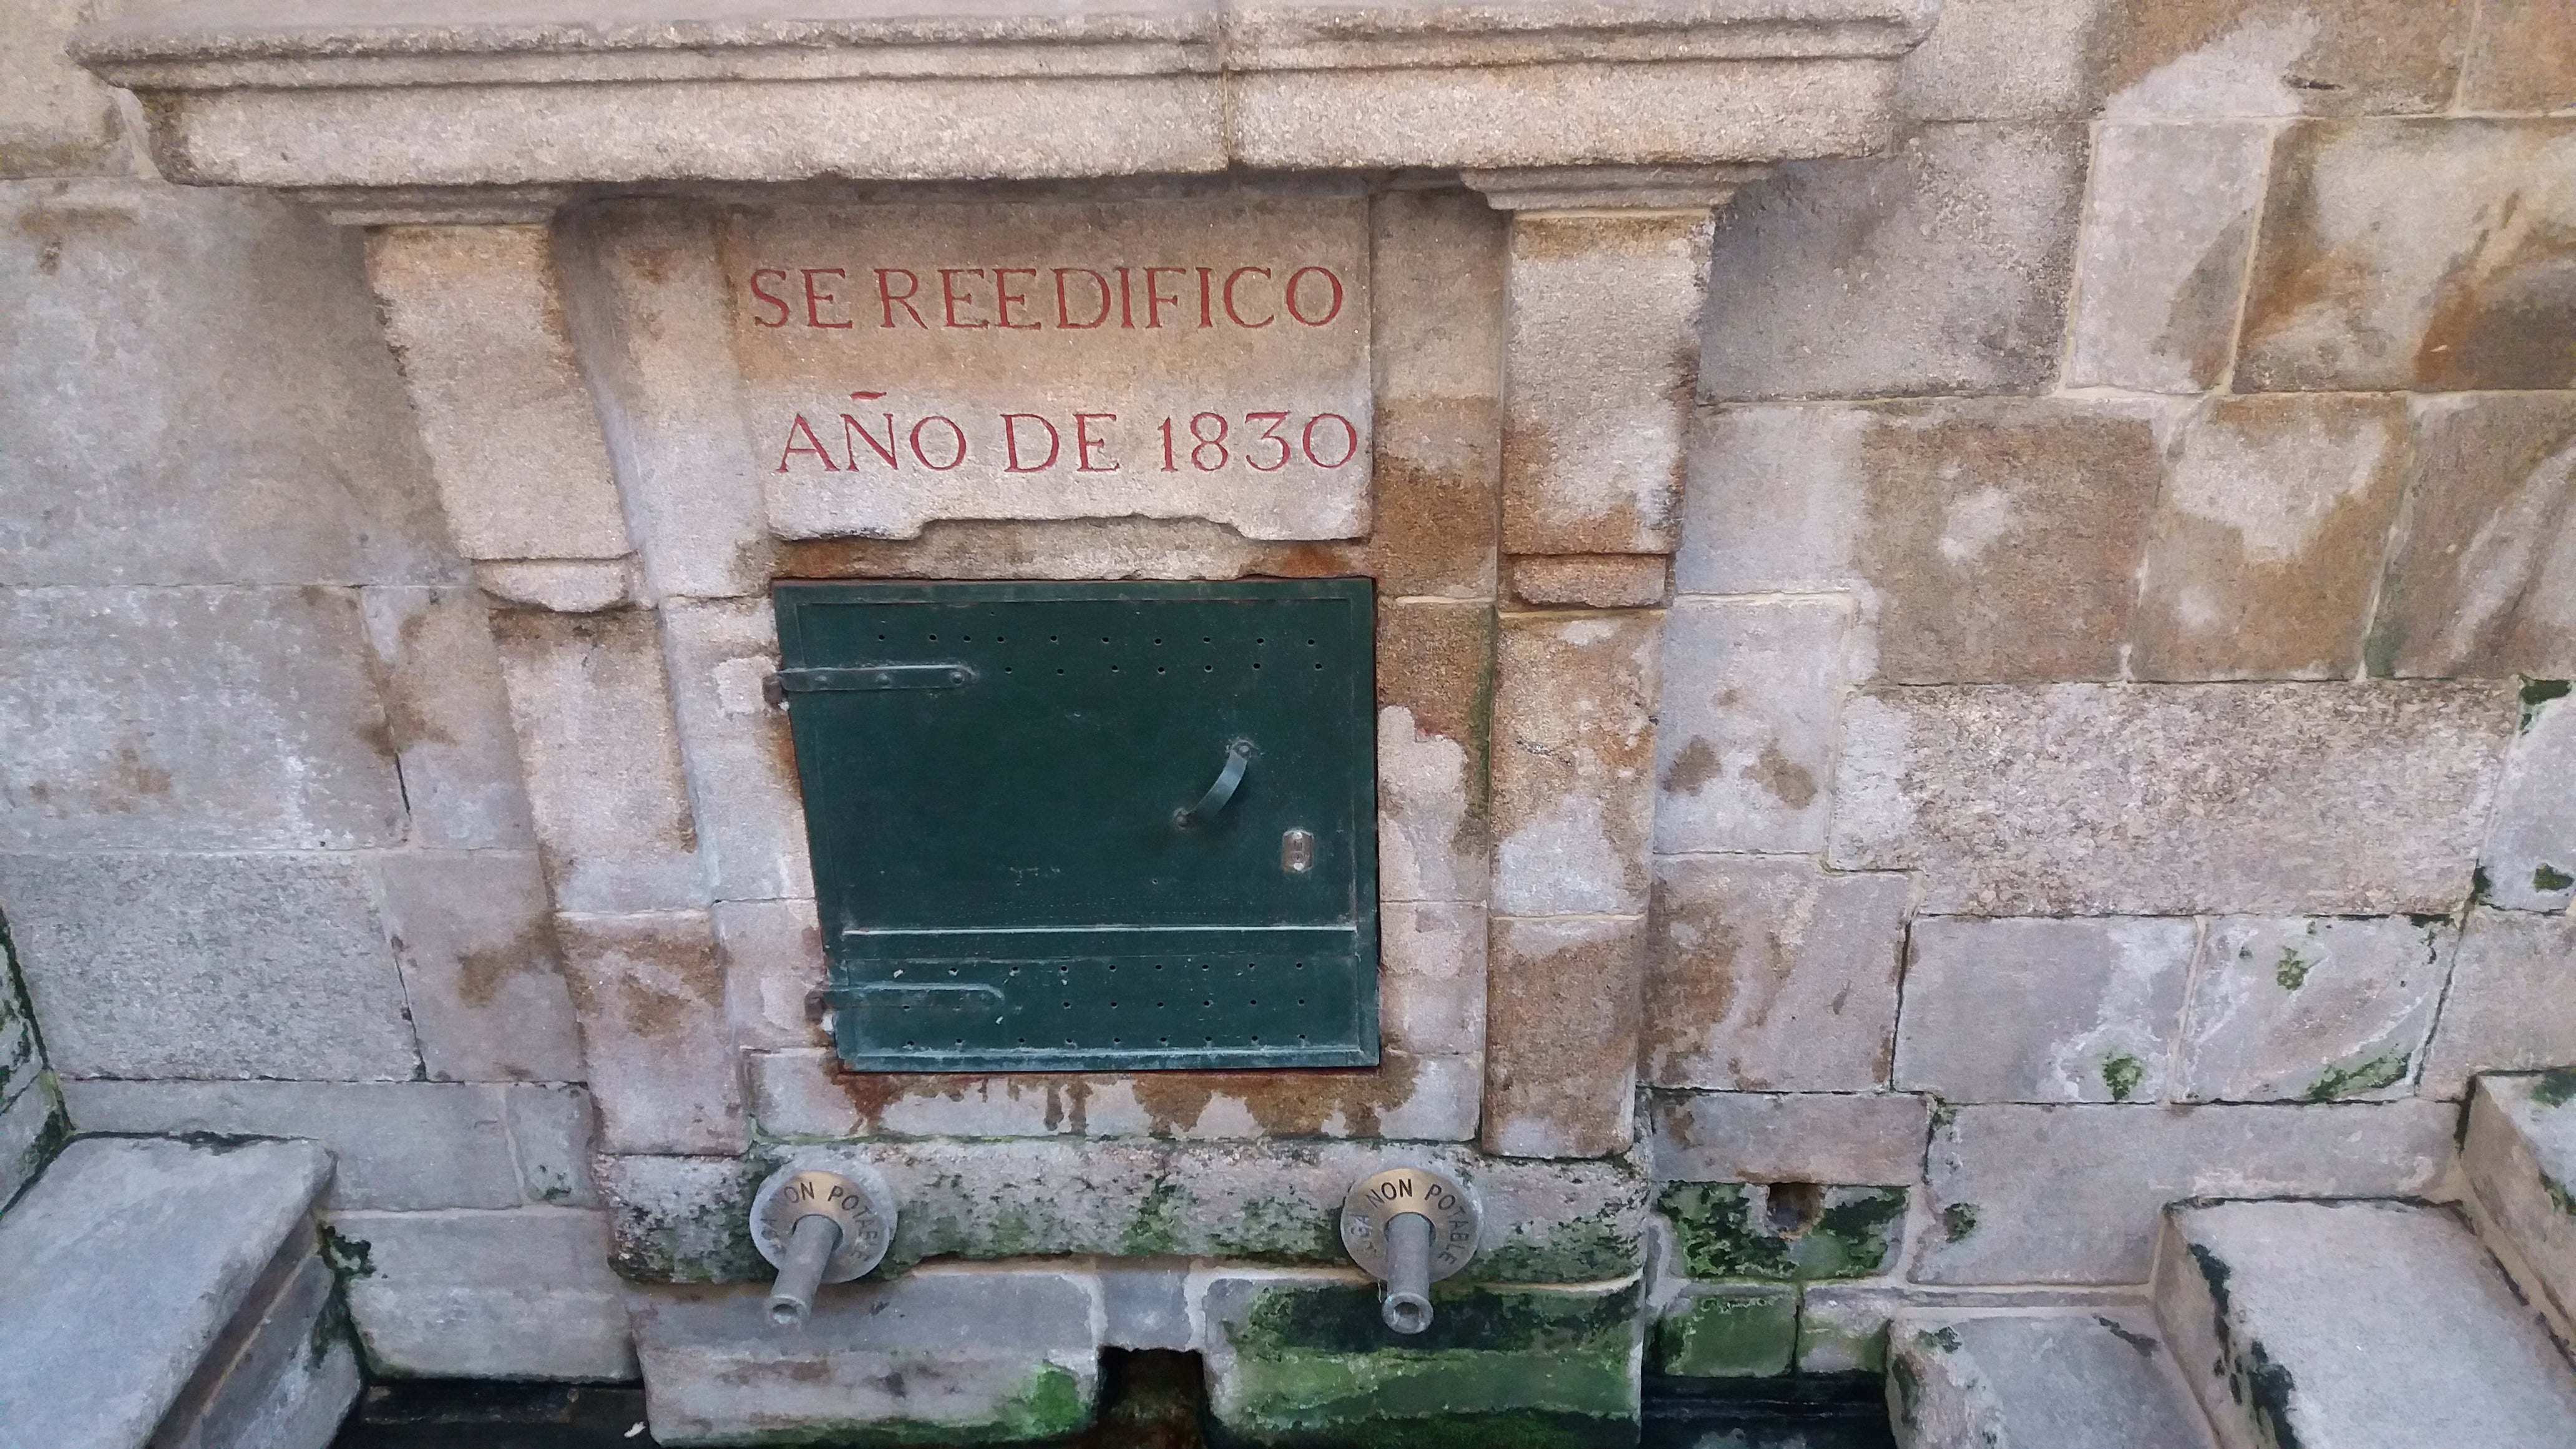 SE REEDIFICO
AÑO DE 1830
NON POTABLE
NON POTABLE